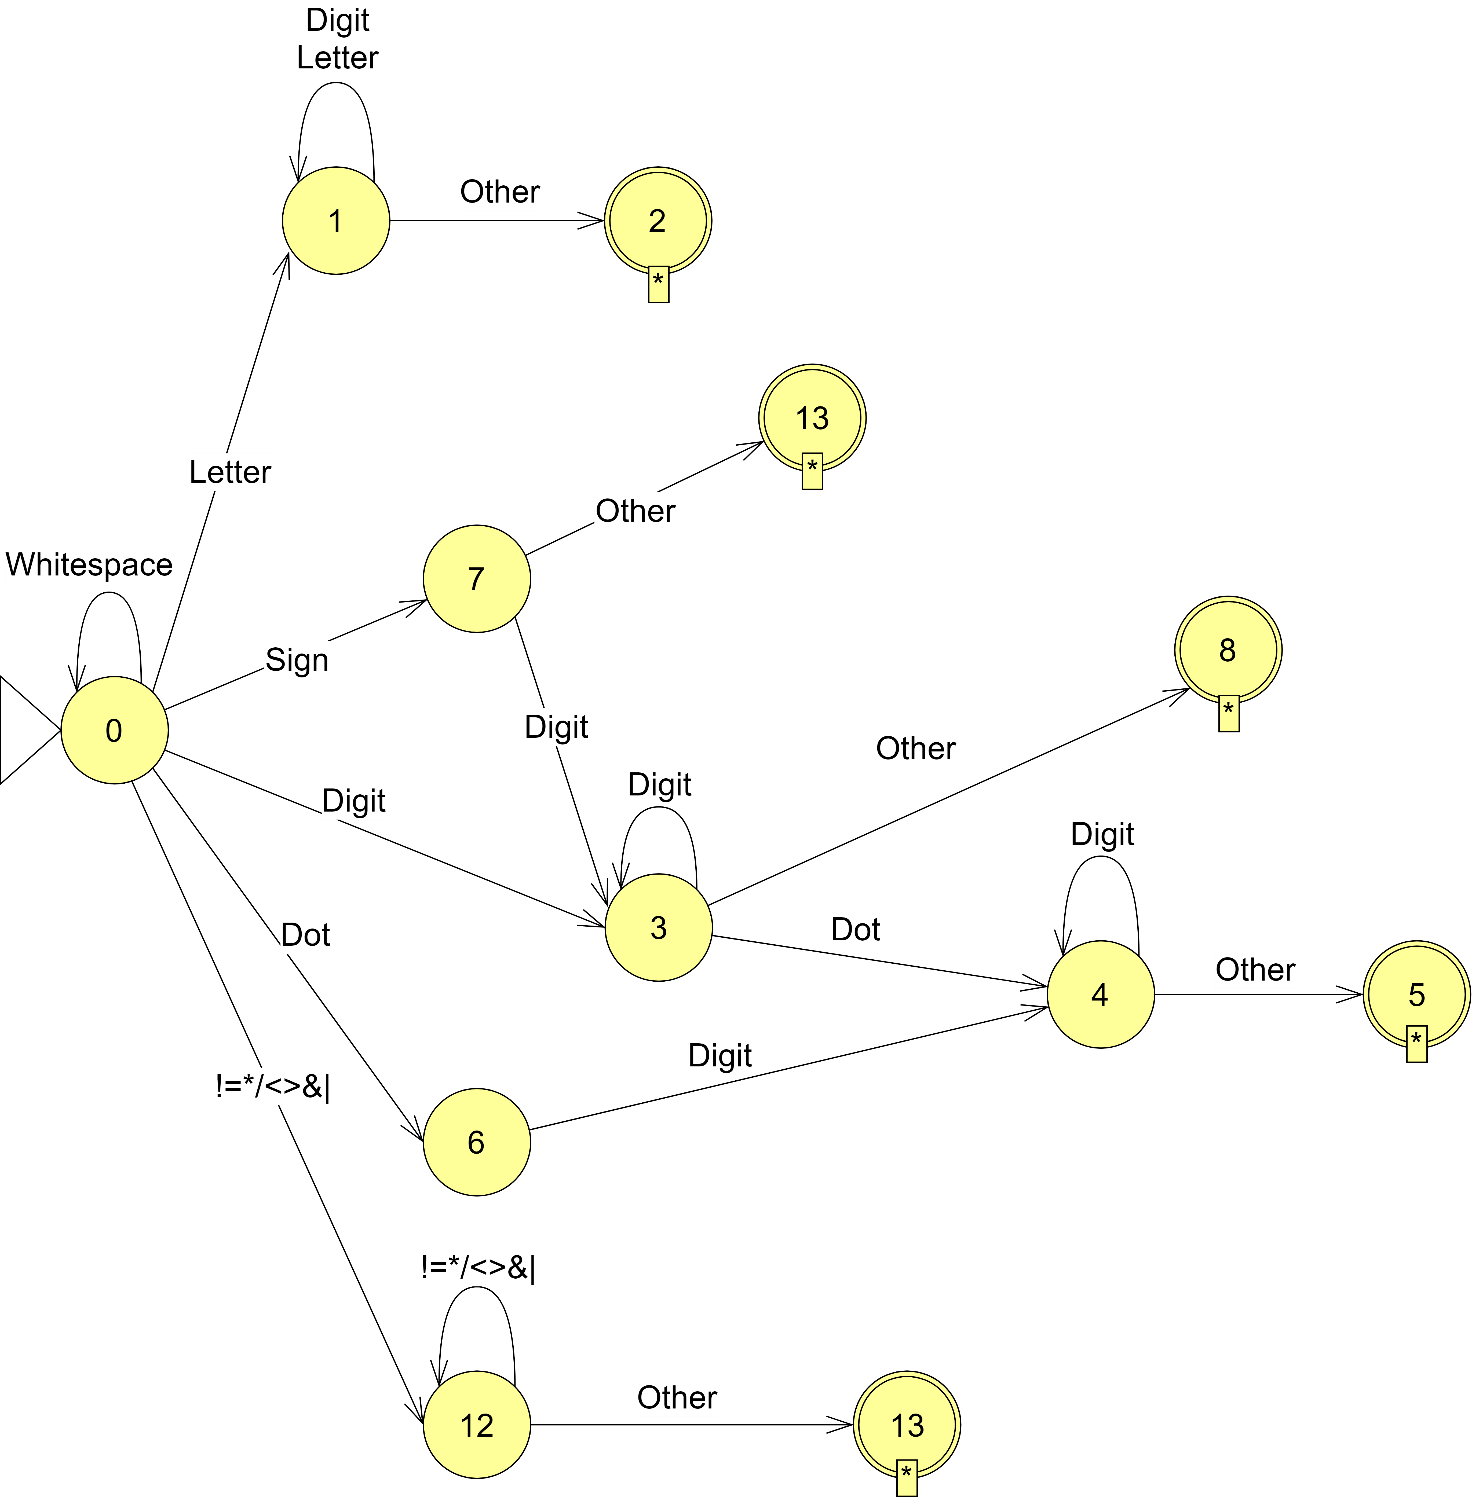 Digit
Letter
1
Other
2
*
13
*
Letter
Other
Whitespace
7
Sign
8
*
0
Digit
Other
Digit
Digit
Digit
3
Dot
Dot
4
Other
5
*
Digit
!=*/<>&|
6
!=*/<>&|
12
Other
13
*